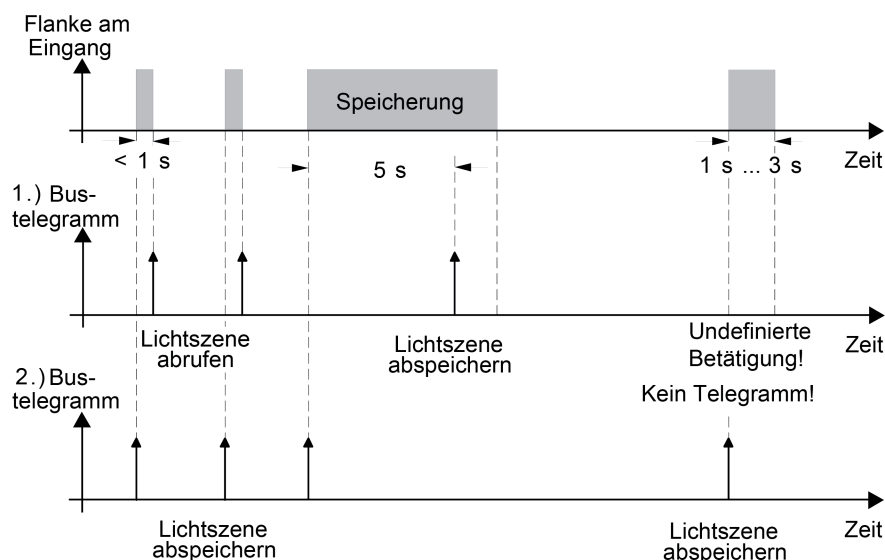 Flanke am
Eingang
Speicherung
< 1 s
5 s
1 s ... 3 s
Zeit
1.) Bus-
telegramm
Lichtszene
abrufen
Lichtszene
abspeichern
Undefinierte
Betätigung!
Kein Telegramm!
Zeit
2.) Bus-
telegramm
Lichtszene
abspeichern
Lichtszene
abspeichern
Zeit